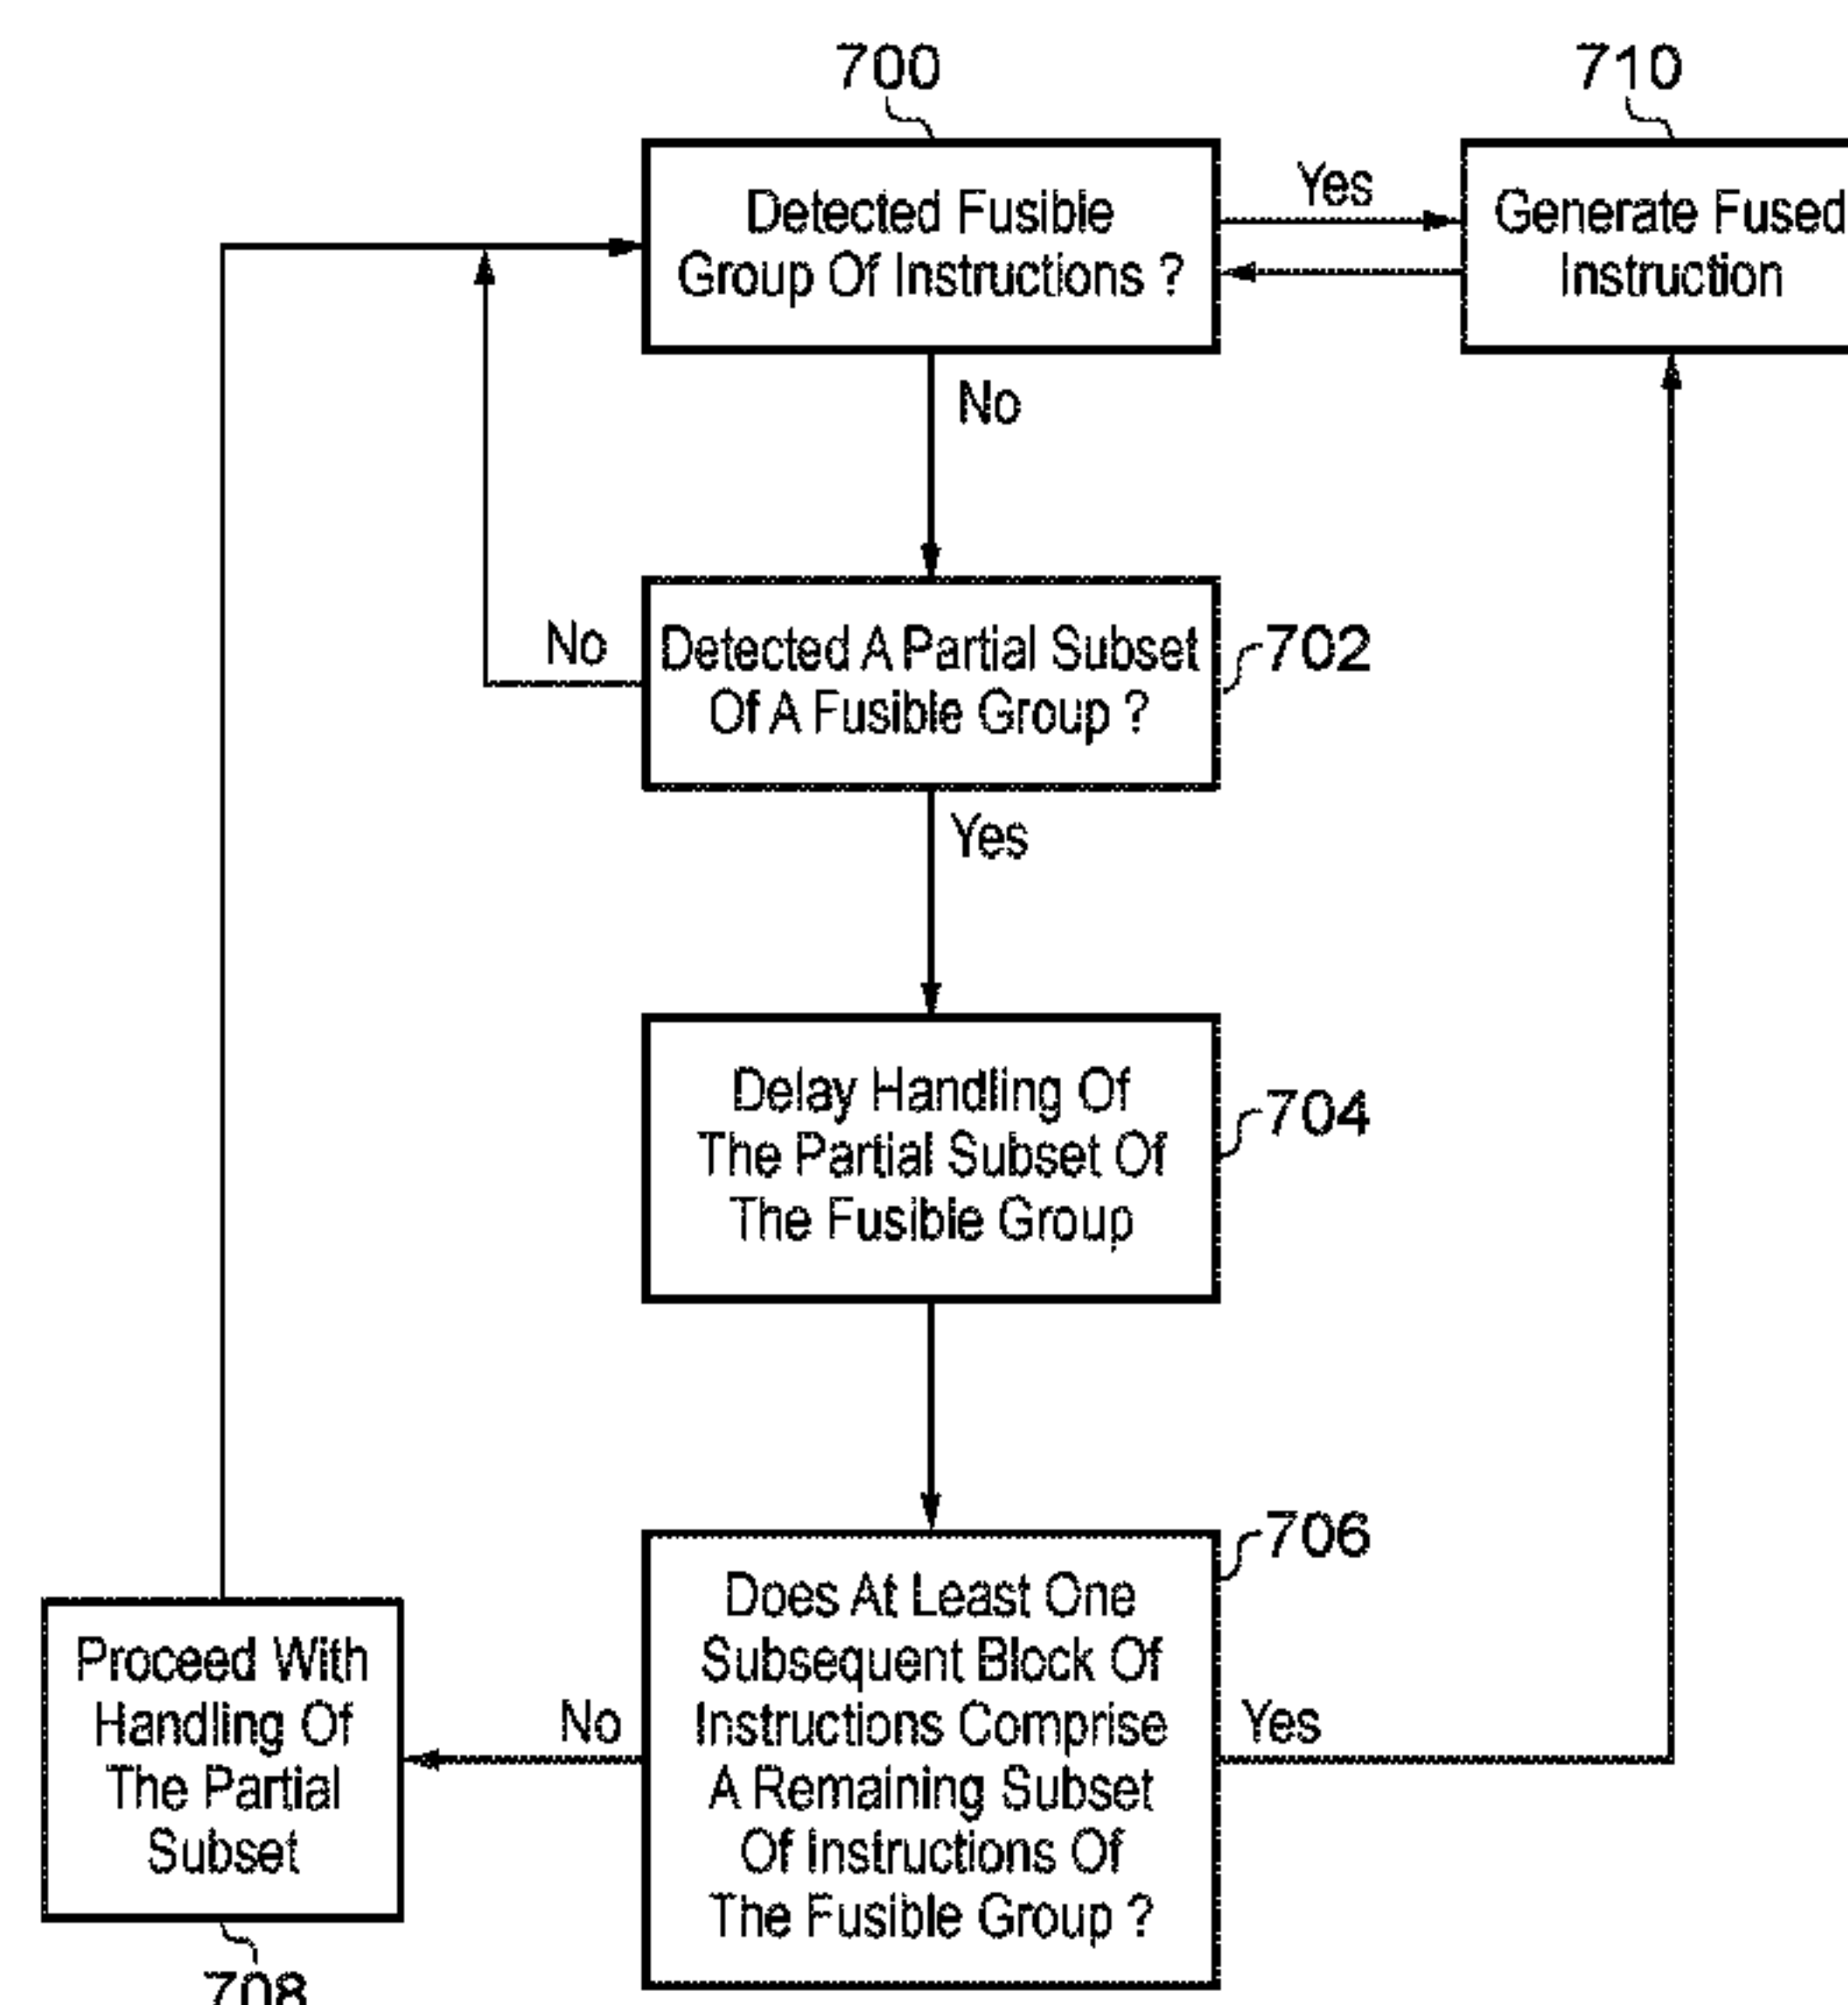 700
710
Detected Fusible
Group Of Instructions ?
Yes
Generate Fused
Instruction
No
No
Detected A Partial Subset
Of A Fusible Group ?
702
Yes
Delay Handling Of
The Partial Subset Of
The Fusible Group
704
706
Does At Least One
Subsequent Block Of
Instructions Comprise
A Remaining Subset
Of Instructions Of
The Fusible Group ?
No
Yes
Proceed With
Handling Of
The Partial
Subset
708